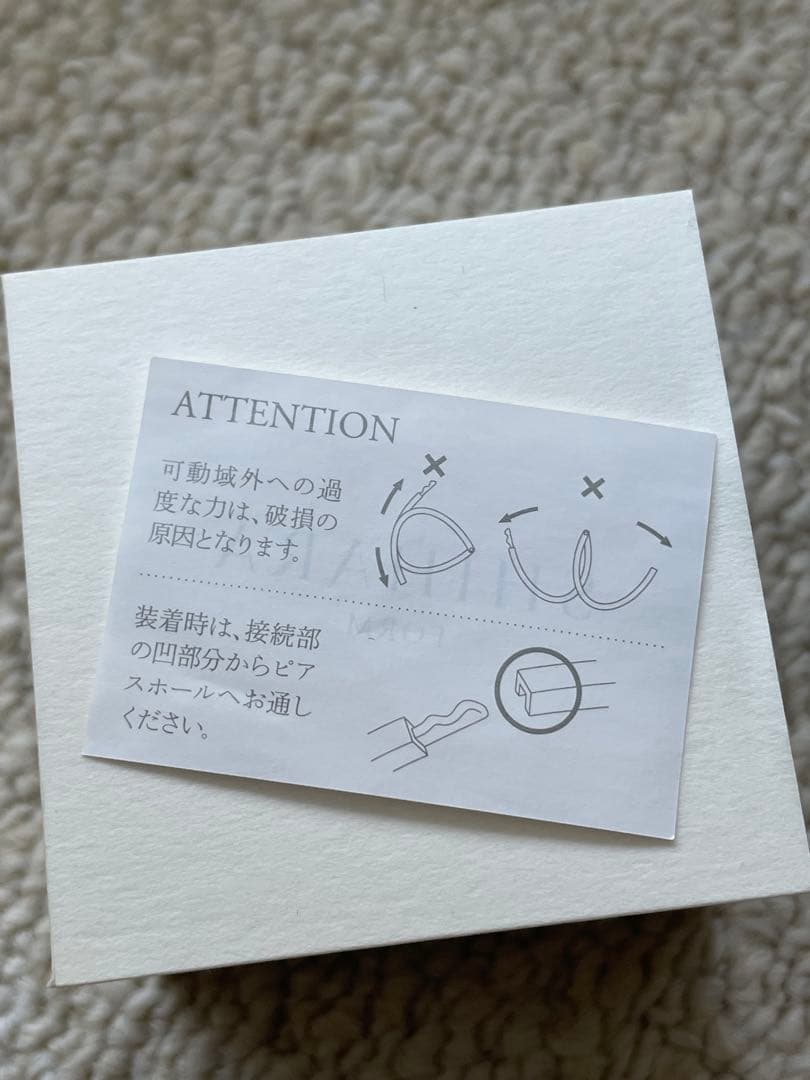 ATTENTION
可動域外への過
度な力は、破損の
原因となります。
装着時は、接続部
の凹部分からピア
スホールへお通し
ください。